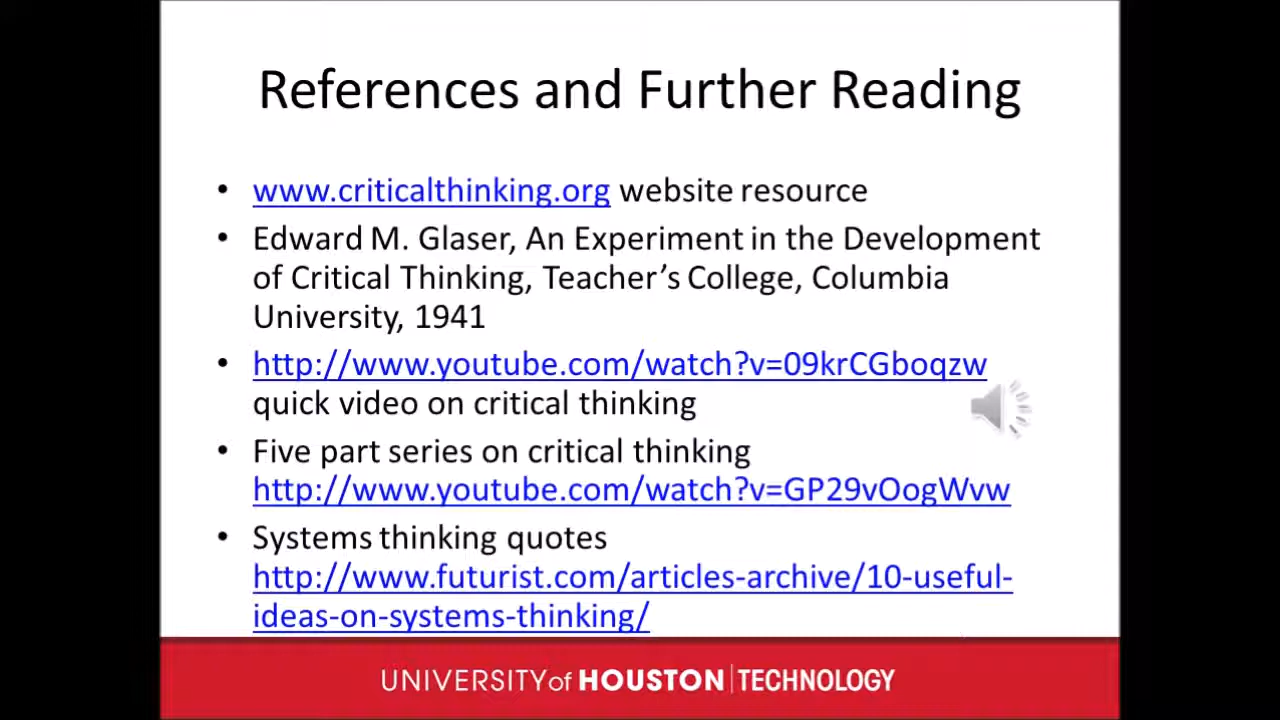 References and Further Reading
• www.criticalthinking.org website resource
• Edward M. Glaser, An Experiment in the Development
of Critical Thinking, Teacher’s College, Columbia
University, 1941
• http://www.youtube.com/watch?v=09krCGboqzw
quick video on critical thinking
• Five part series on critical thinking
http://www.youtube.com/watch?v=GP29vOogWvw
• Systems thinking quotes
http://www.futurist.com/articles-archive/10-useful-
ideas-on-systems-thinking/
UNIVERSITY of HOUSTON | TECHNOLOGY